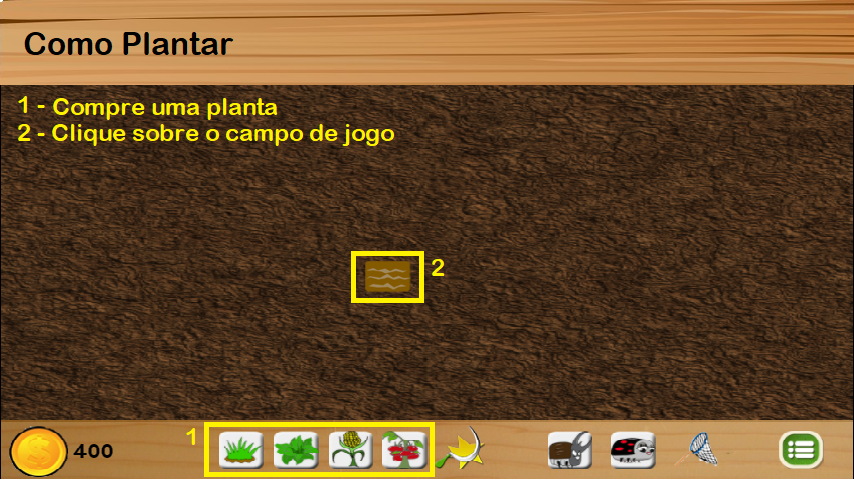 Como Plantar
1 - Compre uma planta
2 - Clique sobre o campo de jogo
2
1
400